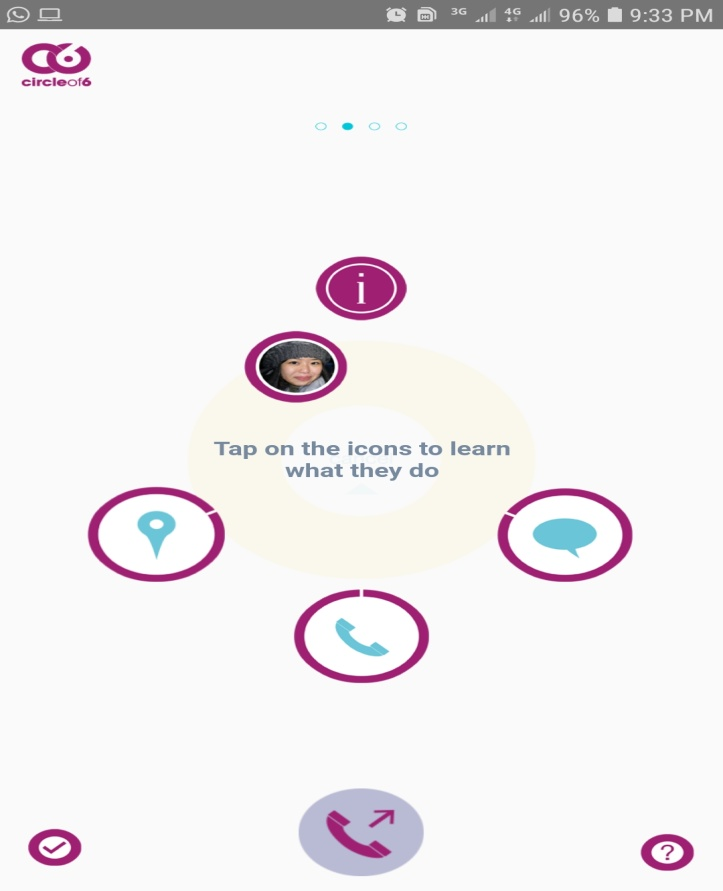 3G 4G 96% 9:33 PM
circleof6
i
Tap on the icons to learn
what they do
?